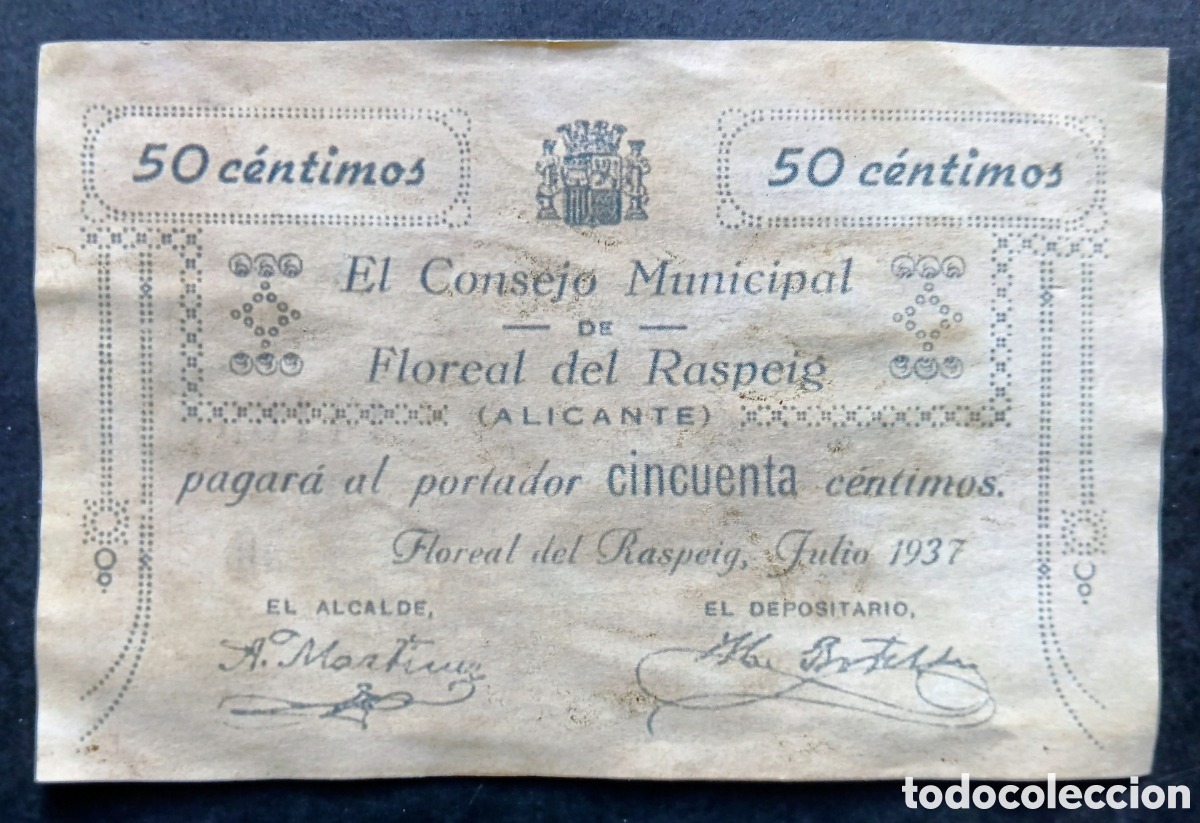 50 céntimos
50 céntimos
El Consejo Municipal
— DE —
Floreal del Raspeig
(ALICANTE)
pagará al portador cincuenta céntimos.
Floreal del Raspeig, Julio 1937
EL ALCALDE,
EL DEPOSITARIO,
A. Martinez
todocoleccion